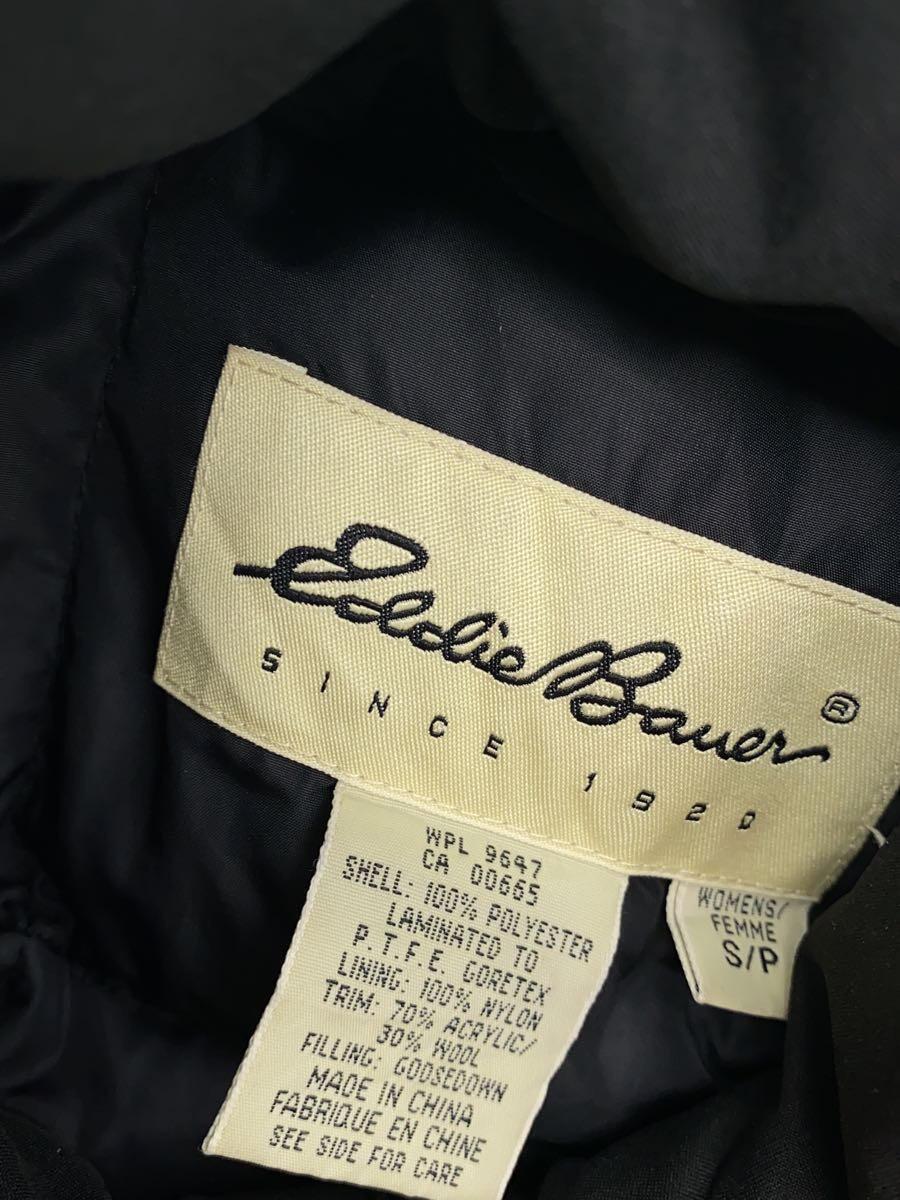 Eddie Bauer ®
SINCE 1920
WPL 9647
CA 00665
SHELL: 100% POLYESTER
LAMINATED TO
P.T.F.E. GORETEX
LINING: 100% NYLON
TRIM: 70% ACRYLIC/
30% WOOL
FILLING: GOOSEDOWN
MADE IN CHINA
FABRIQUE EN CHINE
SEE SIDE FOR CARE
WOMENS/
FEMME
S/P